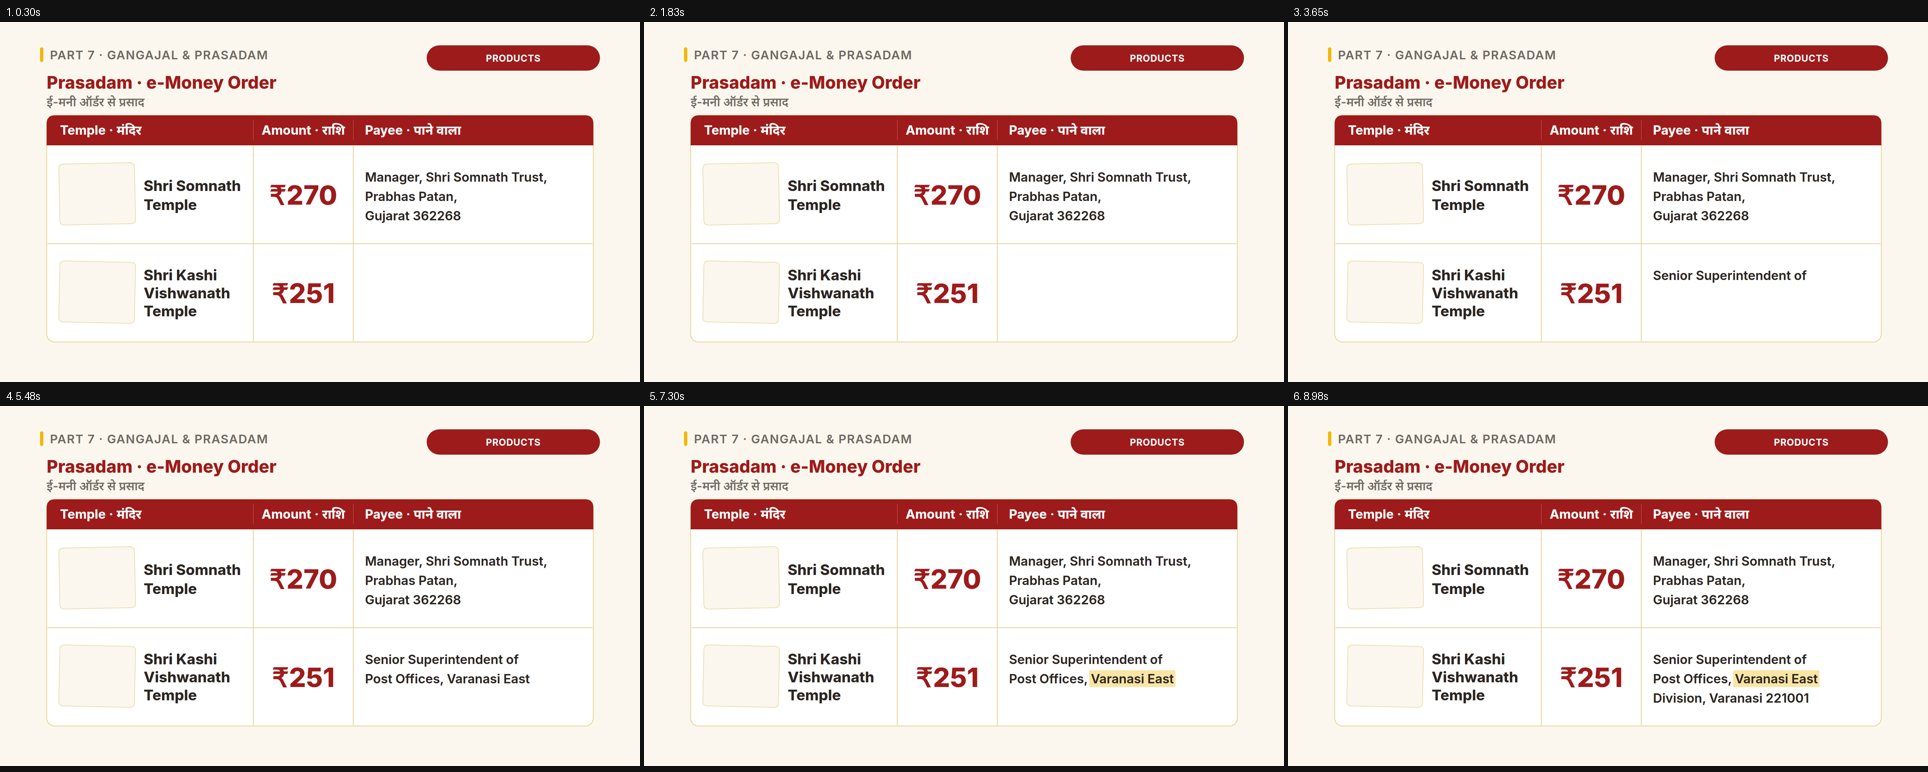 1. 0.30s
PART 7 · GANGAJAL & PRASADAM
PRODUCTS
Prasadam · e-Money Order
ई-मनी ऑर्डर से प्रसाद
Temple · मंदिर Amount · राशि Payee · पाने वाला
Shri Somnath
Temple
₹270
Manager, Shri Somnath Trust,
Prabhas Patan,
Gujarat 362268
Shri Kashi
Vishwanath
Temple
₹251
2. 1.83s
PART 7 · GANGAJAL & PRASADAM
PRODUCTS
Prasadam · e-Money Order
ई-मनी ऑर्डर से प्रसाद
Temple · मंदिर Amount · राशि Payee · पाने वाला
Shri Somnath
Temple
₹270
Manager, Shri Somnath Trust,
Prabhas Patan,
Gujarat 362268
Shri Kashi
Vishwanath
Temple
₹251
3. 3.65s
PART 7 · GANGAJAL & PRASADAM
PRODUCTS
Prasadam · e-Money Order
ई-मनी ऑर्डर से प्रसाद
Temple · मंदिर Amount · राशि Payee · पाने वाला
Shri Somnath
Temple
₹270
Manager, Shri Somnath Trust,
Prabhas Patan,
Gujarat 362268
Shri Kashi
Vishwanath
Temple
₹251
Senior Superintendent of
4. 5.48s
PART 7 · GANGAJAL & PRASADAM
PRODUCTS
Prasadam · e-Money Order
ई-मनी ऑर्डर से प्रसाद
Temple · मंदिर Amount · राशि Payee · पाने वाला
Shri Somnath
Temple
₹270
Manager, Shri Somnath Trust,
Prabhas Patan,
Gujarat 362268
Shri Kashi
Vishwanath
Temple
₹251
Senior Superintendent of
Post Offices, Varanasi East
5. 7.30s
PART 7 · GANGAJAL & PRASADAM
PRODUCTS
Prasadam · e-Money Order
ई-मनी ऑर्डर से प्रसाद
Temple · मंदिर Amount · राशि Payee · पाने वाला
Shri Somnath
Temple
₹270
Manager, Shri Somnath Trust,
Prabhas Patan,
Gujarat 362268
Shri Kashi
Vishwanath
Temple
₹251
Senior Superintendent of
Post Offices, Varanasi East
6. 8.98s
PART 7 · GANGAJAL & PRASADAM
PRODUCTS
Prasadam · e-Money Order
ई-मनी ऑर्डर से प्रसाद
Temple · मंदिर Amount · राशि Payee · पाने वाला
Shri Somnath
Temple
₹270
Manager, Shri Somnath Trust,
Prabhas Patan,
Gujarat 362268
Shri Kashi
Vishwanath
Temple
₹251
Senior Superintendent of
Post Offices, Varanasi East
Division, Varanasi 221001